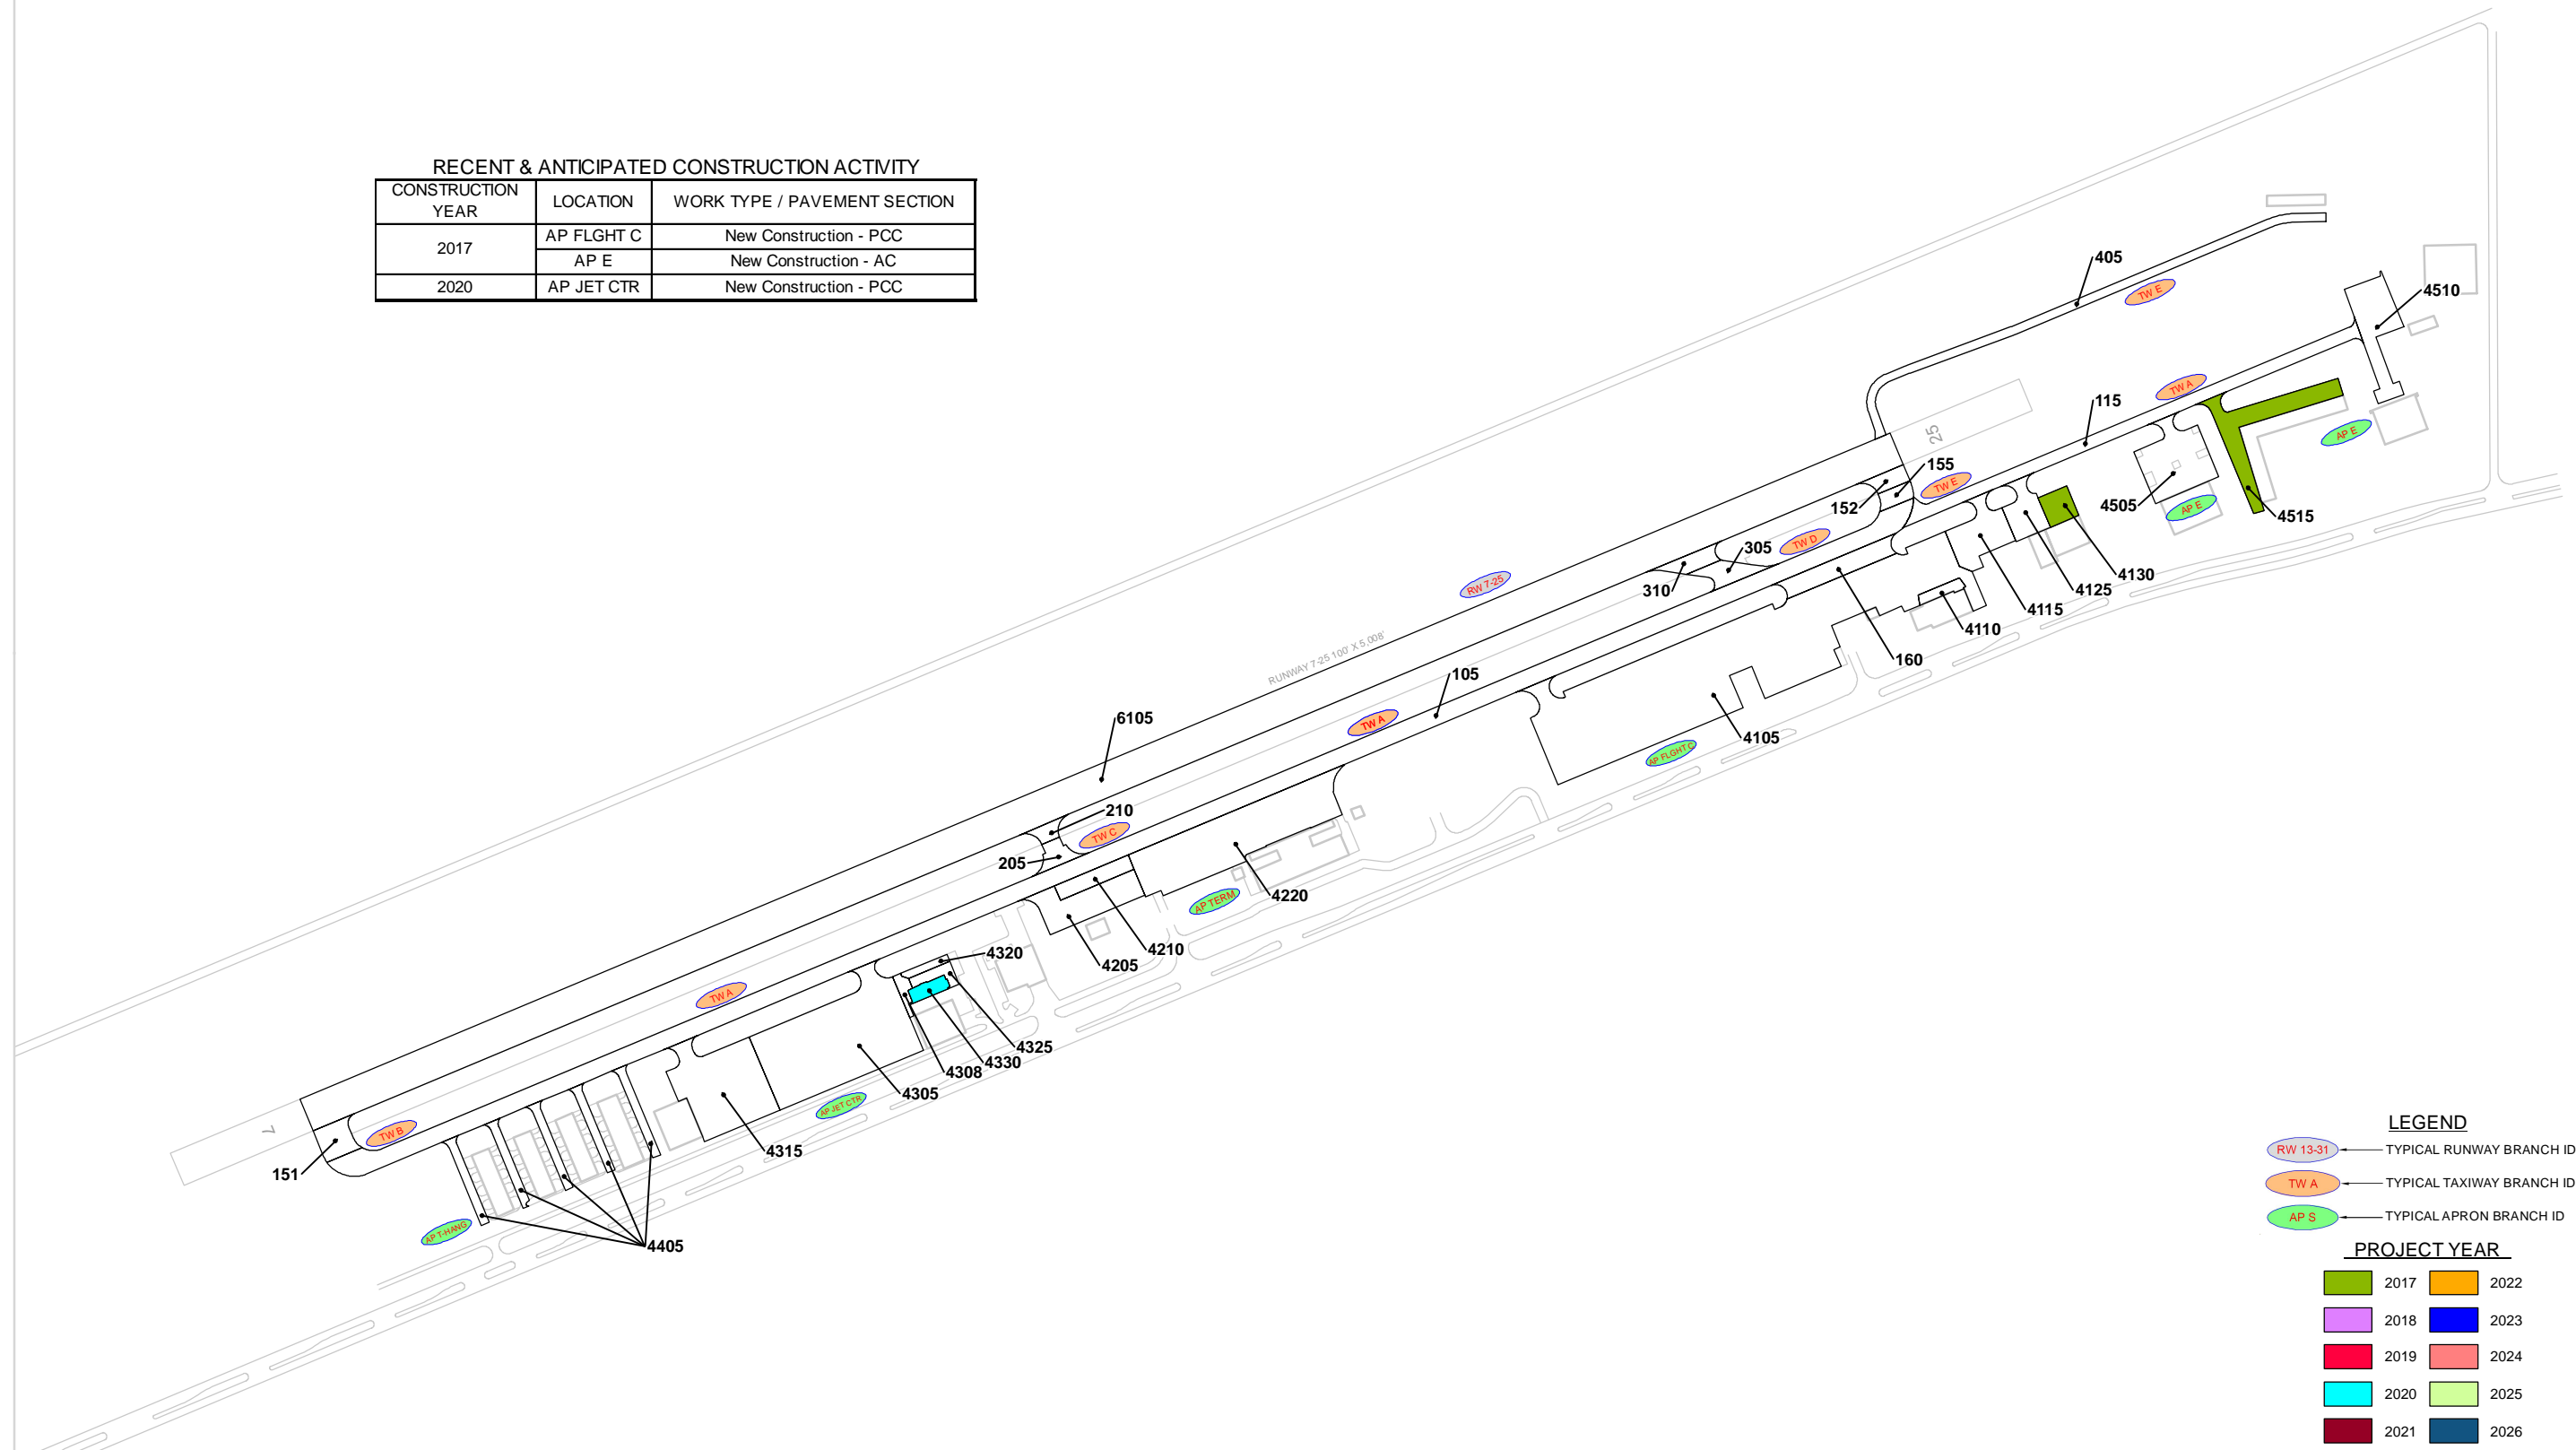 RECENT & ANTICIPATED CONSTRUCTION ACTIVITY
CONSTRUCTION YEAR LOCATION WORK TYPE / PAVEMENT SECTION
2017 AP FLGHT C New Construction - PCC
AP E New Construction - AC
2020 AP JET CTR New Construction - PCC
405
TW E
4510
TW A
115
25
AP E
155
TW E
152
4505
AP E
4515
305
TW D
310
RW 7-25
4130
4125
4115
4110
RUNWAY 7-25 100' X 5,008'
160
105
6105
TW A
4105
AP FLGHT C
210
TW C
205
4220
AP TERM
4210
4320
4205
TW A
4325
4330
4308
4305
AP JET CTR
7
TW B
4315
151
AP T-HANG
4405
LEGEND
RW 13-31 TYPICAL RUNWAY BRANCH ID
TW A TYPICAL TAXIWAY BRANCH ID
AP S TYPICAL APRON BRANCH ID
PROJECT YEAR
2017 2022
2018 2023
2019 2024
2020 2025
2021 2026